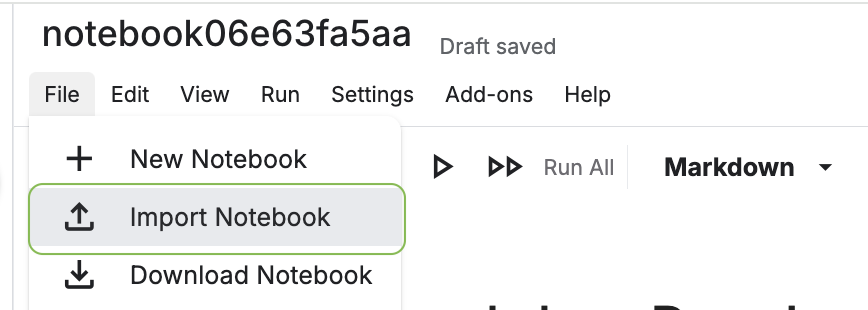 notebook06e63fa5aa Draft saved
File Edit View Run Settings Add-ons Help
New Notebook
Run All Markdown
Import Notebook
Download Notebook